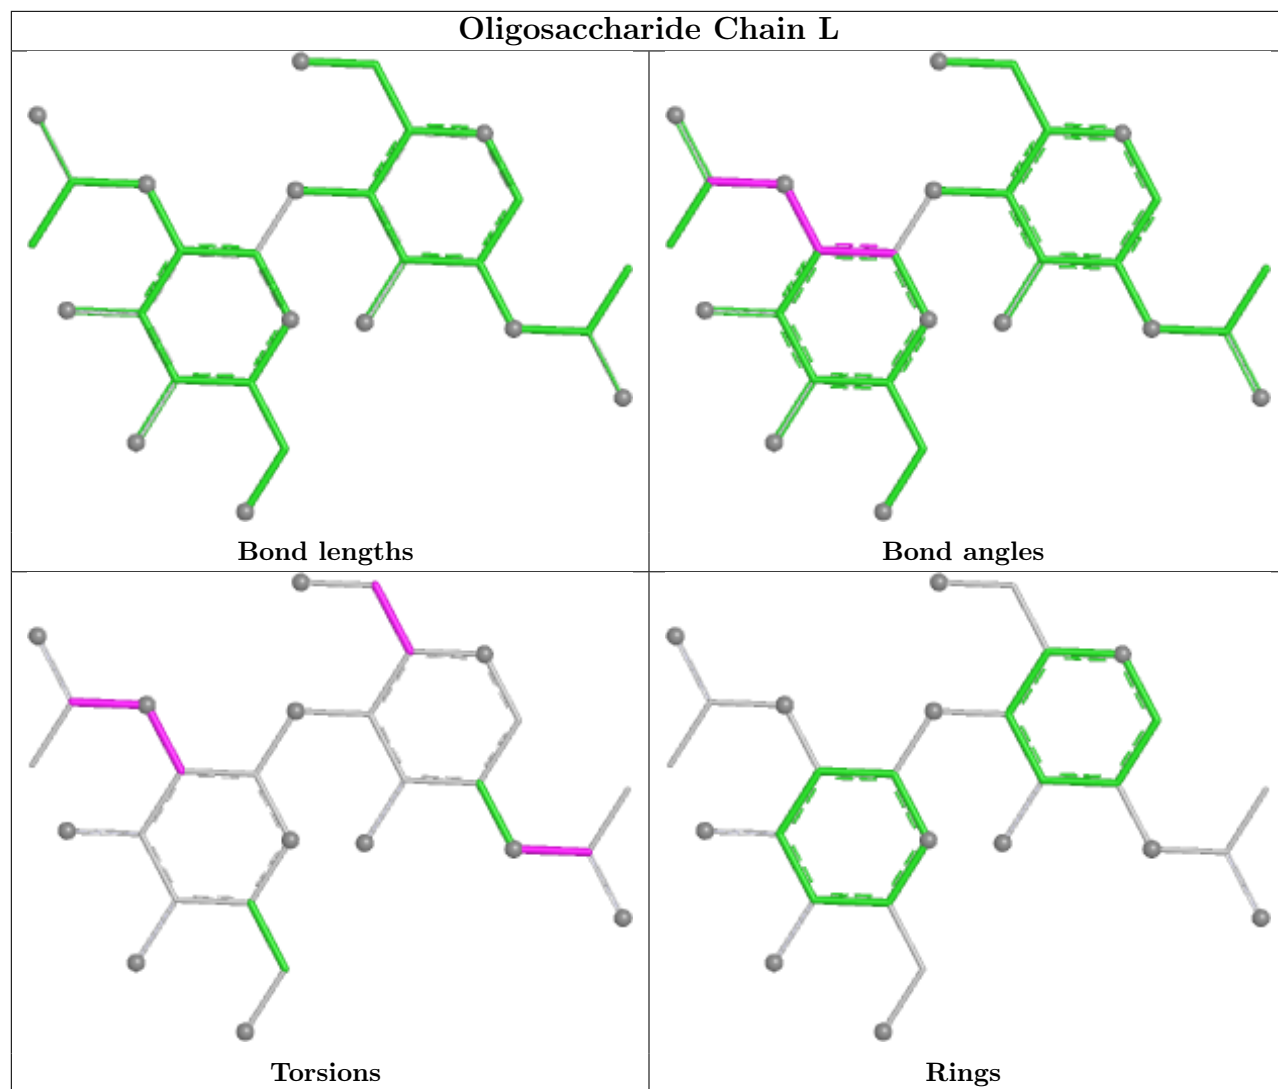 Oligosaccharide Chain L
Bond lengths
Bond angles
Torsions
Rings